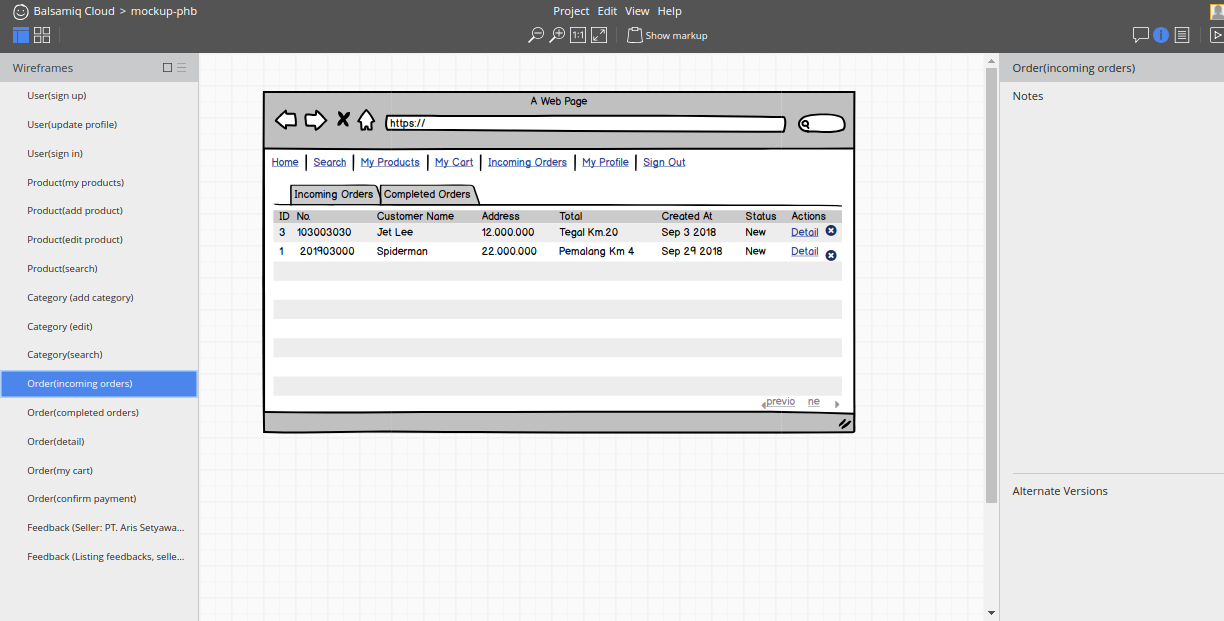 Balsamiq Cloud > mockup-phb
Project Edit View Help
1:1 Show markup
Wireframes
User(sign up)
User(update profile)
User(sign in)
Product(my products)
Product(add product)
Product(edit product)
Product(search)
Category (add category)
Category (edit)
Category(search)
Order(incoming orders)
Order(completed orders)
Order(detail)
Order(my cart)
Order(confirm payment)
Feedback (Seller: PT. Aris Setyawa...
Feedback (Listing feedbacks, selle...
A Web Page
https://
Home Search My Products My Cart Incoming Orders My Profile Sign Out
Incoming Orders Completed Orders
ID No. Customer Name Address Total Created At Status Actions
3 103003030 Jet Lee 12.000.000 Tegal Km.20 Sep 3 2018 New Detail
1 201903000 Spiderman 22.000.000 Pemalang Km 4 Sep 29 2018 New Detail
previo ne
Order(incoming orders)
Notes
Alternate Versions